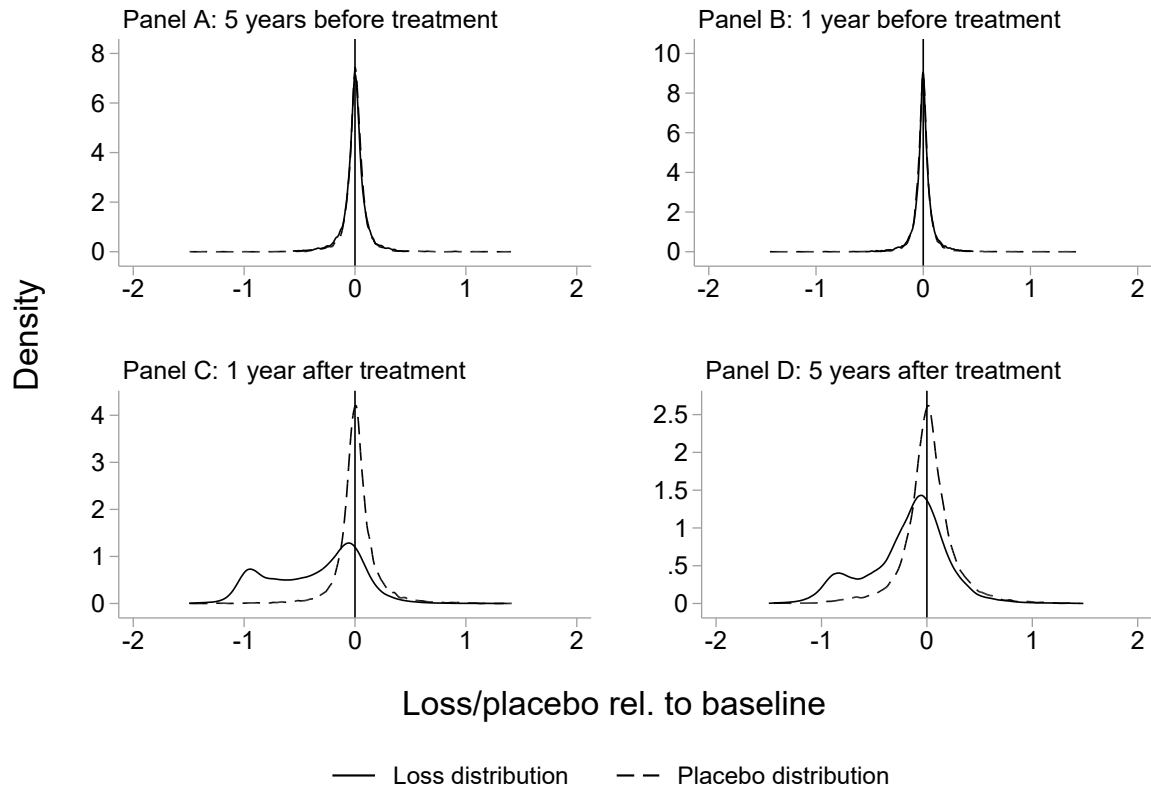 Panel A: 5 years before treatment
8
6
4
2
0
-2 -1 0 1 2
Panel B: 1 year before treatment
10
8
6
4
2
0
-2 -1 0 1 2
Density
Panel C: 1 year after treatment
4
3
2
1
0
-2 -1 0 1 2
Panel D: 5 years after treatment
2.5
2
1.5
1
.5
0
-2 -1 0 1 2
Loss/placebo rel. to baseline
Loss distribution Placebo distribution